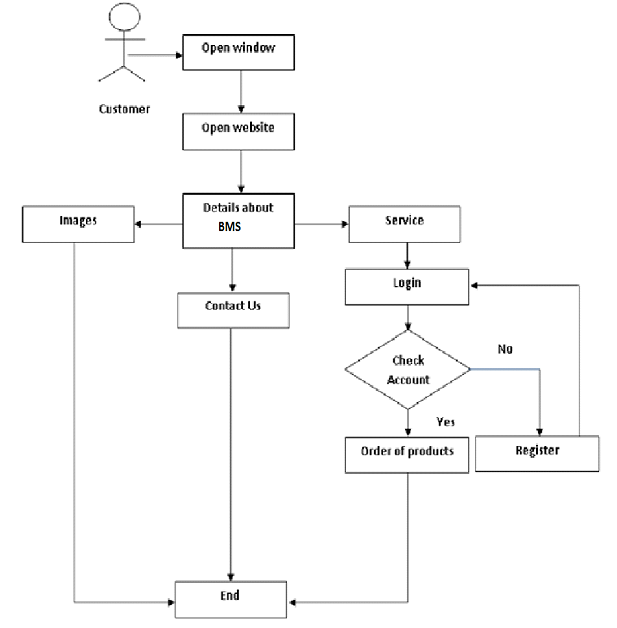 Open window
Customer
Open website
Images
Details about
BMS
Service
Login
Contact Us
No
Check
Account
Yes
Order of products
Register
End